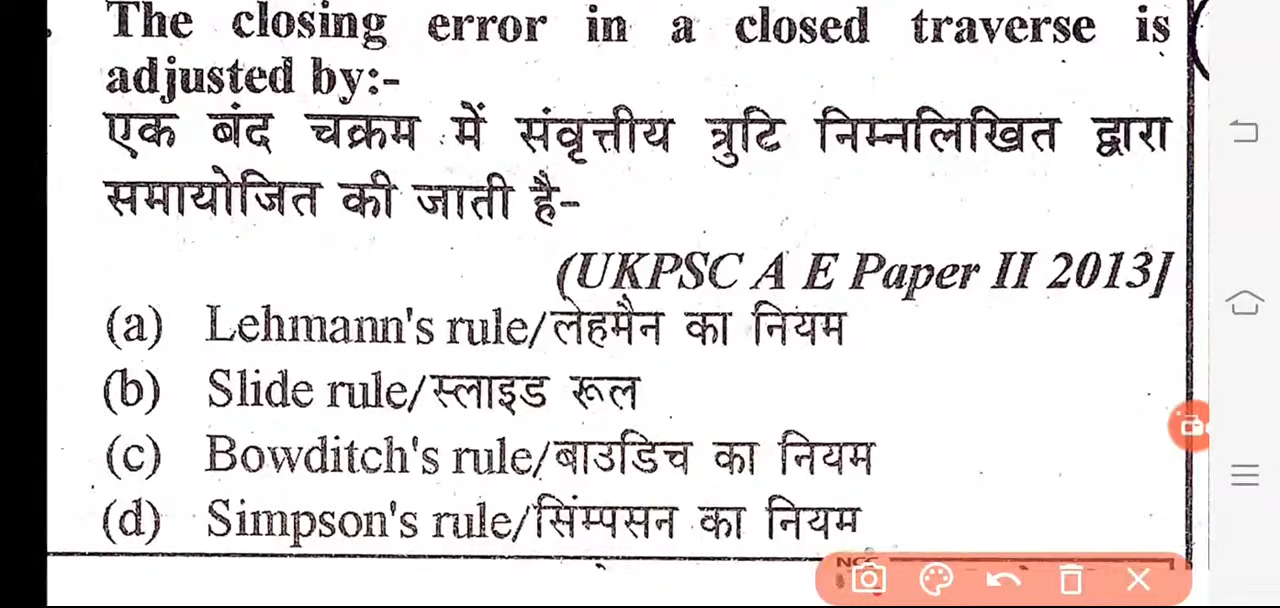 The closing error in a closed traverse is
adjusted by:-
एक बंद चक्रम में संवृत्तीय त्रुटि निम्नलिखित द्वारा
समायोजित की जाती है-
(UKPSC A E Paper II 2013]
(a) Lehmann's rule/लेहमैन का नियम
(b) Slide rule/स्लाइड रूल
(c) Bowditch's rule/बाउडिच का नियम
(d) Simpson's rule/सिंम्पसन का नियम